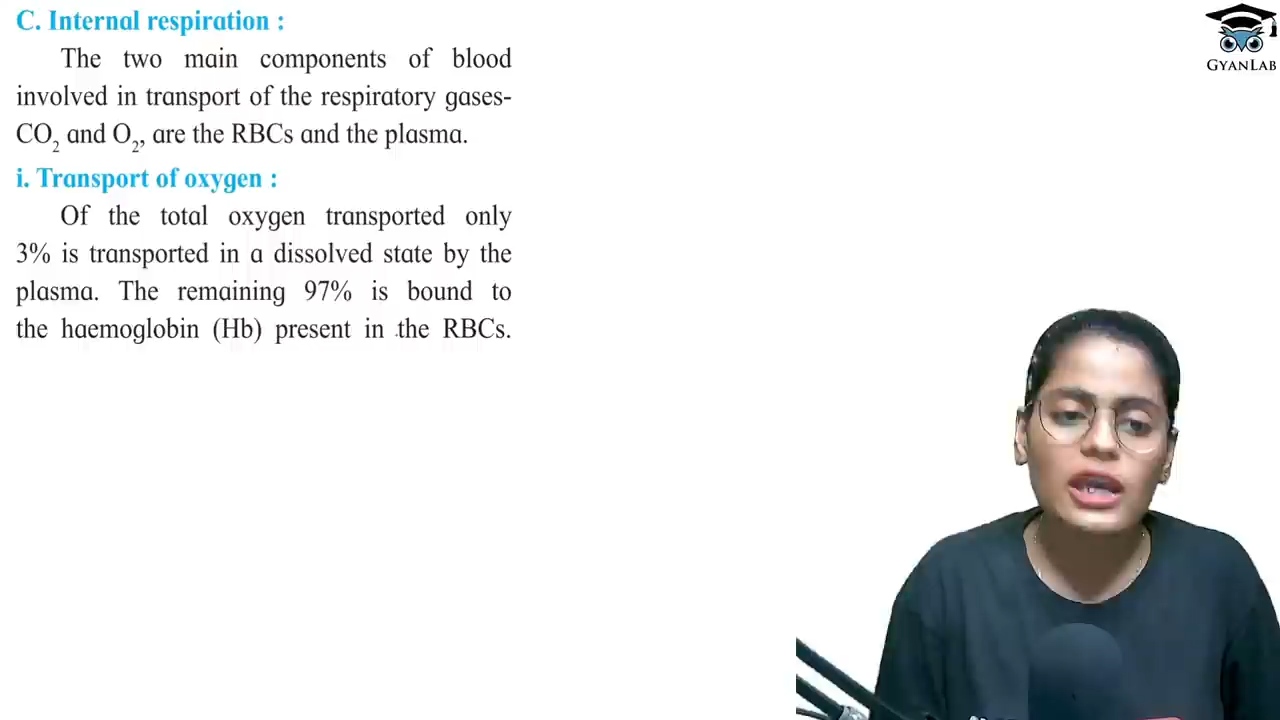 C. Internal respiration :
The two main components of blood
involved in transport of the respiratory gases-
CO2 and O2, are the RBCs and the plasma.
i. Transport of oxygen :
Of the total oxygen transported only
3% is transported in a dissolved state by the
plasma. The remaining 97% is bound to
the haemoglobin (Hb) present in the RBCs.
GYANLAB